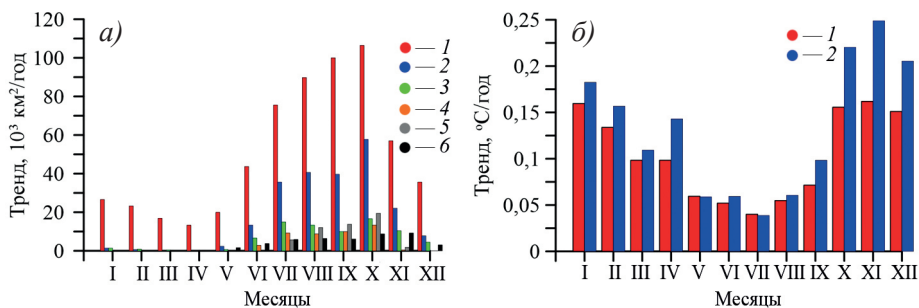 а)
Тренд, 10³ км²/год
120
100
80
60
40
20
0
— 1
— 2
— 3
— 4
— 5
— 6
I II III IV V VI VII VIII IX X XI XII
Месяцы
б)
Тренд, °С/год
0,25
0,2
0,15
0,1
0,05
0
— 1
— 2
I II III IV V VI VII VIII IX X XI XII
Месяцы